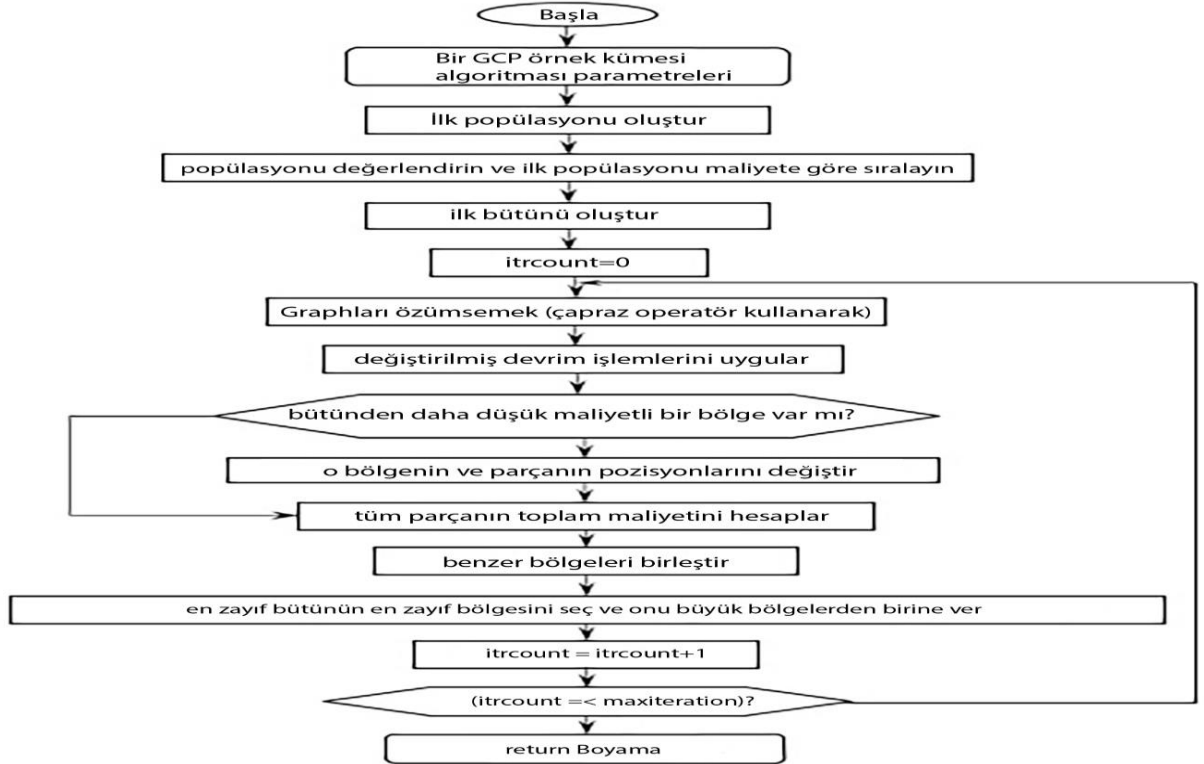 Başla
Bir GCP örnek kümesi
algoritması parametreleri
İlk popülasyonu oluştur
popülasyonu değerlendirin ve ilk popülasyonu maliyete göre sıralayın
ilk bütünü oluştur
itrcount=0
Graphları özümsemek (çapraz operatör kullanarak)
değiştirilmiş devrim işlemlerini uygular
bütünden daha düşük maliyetli bir bölge var mı?
o bölgenin ve parçanın pozisyonlarını değiştir
tüm parçanın toplam maliyetini hesaplar
benzer bölgeleri birleştir
en zayıf bütünün en zayıf bölgesini seç ve onu büyük bölgelerden birine ver
itrcount = itrcount+1
(itrcount =< maxiteration)?
return Boyama